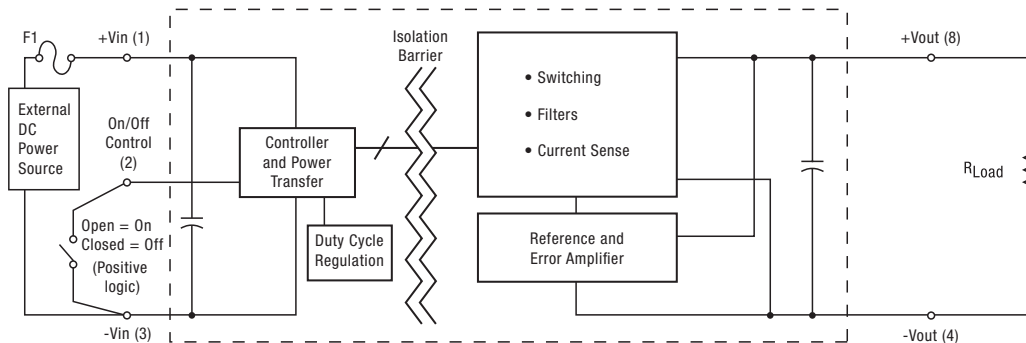 F1
+Vin (1)
External
DC
Power
Source
On/Off
Control
(2)
Open = On
Closed = Off
(Positive
logic)
-Vin (3)
Controller
and Power
Transfer
Duty Cycle
Regulation
Isolation
Barrier
• Switching
• Filters
• Current Sense
Reference and
Error Amplifier
+Vout (8)
RLoad
-Vout (4)